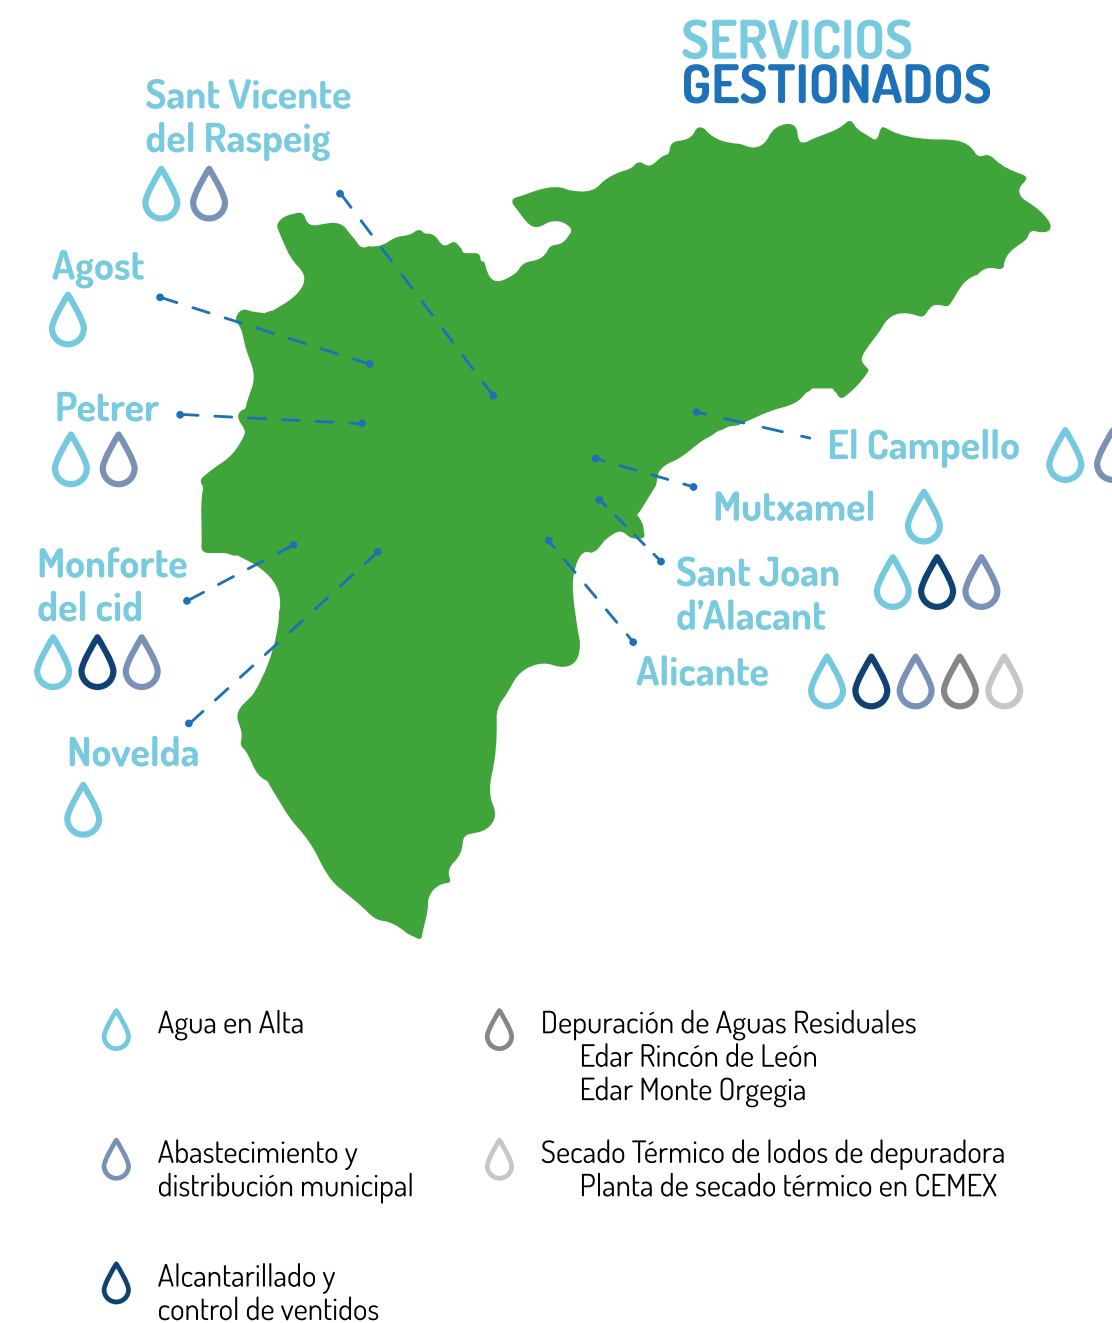 SERVICIOS
GESTIONADOS
Sant Vicente
del Raspeig
Agost
Petrer
Monforte
del cid
Novelda
El Campello
Mutxamel
Sant Joan
d'Alacant
Alicante
Agua en Alta
Abastecimiento y
distribución municipal
Alcantarillado y
control de ventidos
Depuración de Aguas Residuales
Edar Rincón de León
Edar Monte Orgegia
Secado Térmico de lodos de depuradora
Planta de secado térmico en CEMEX